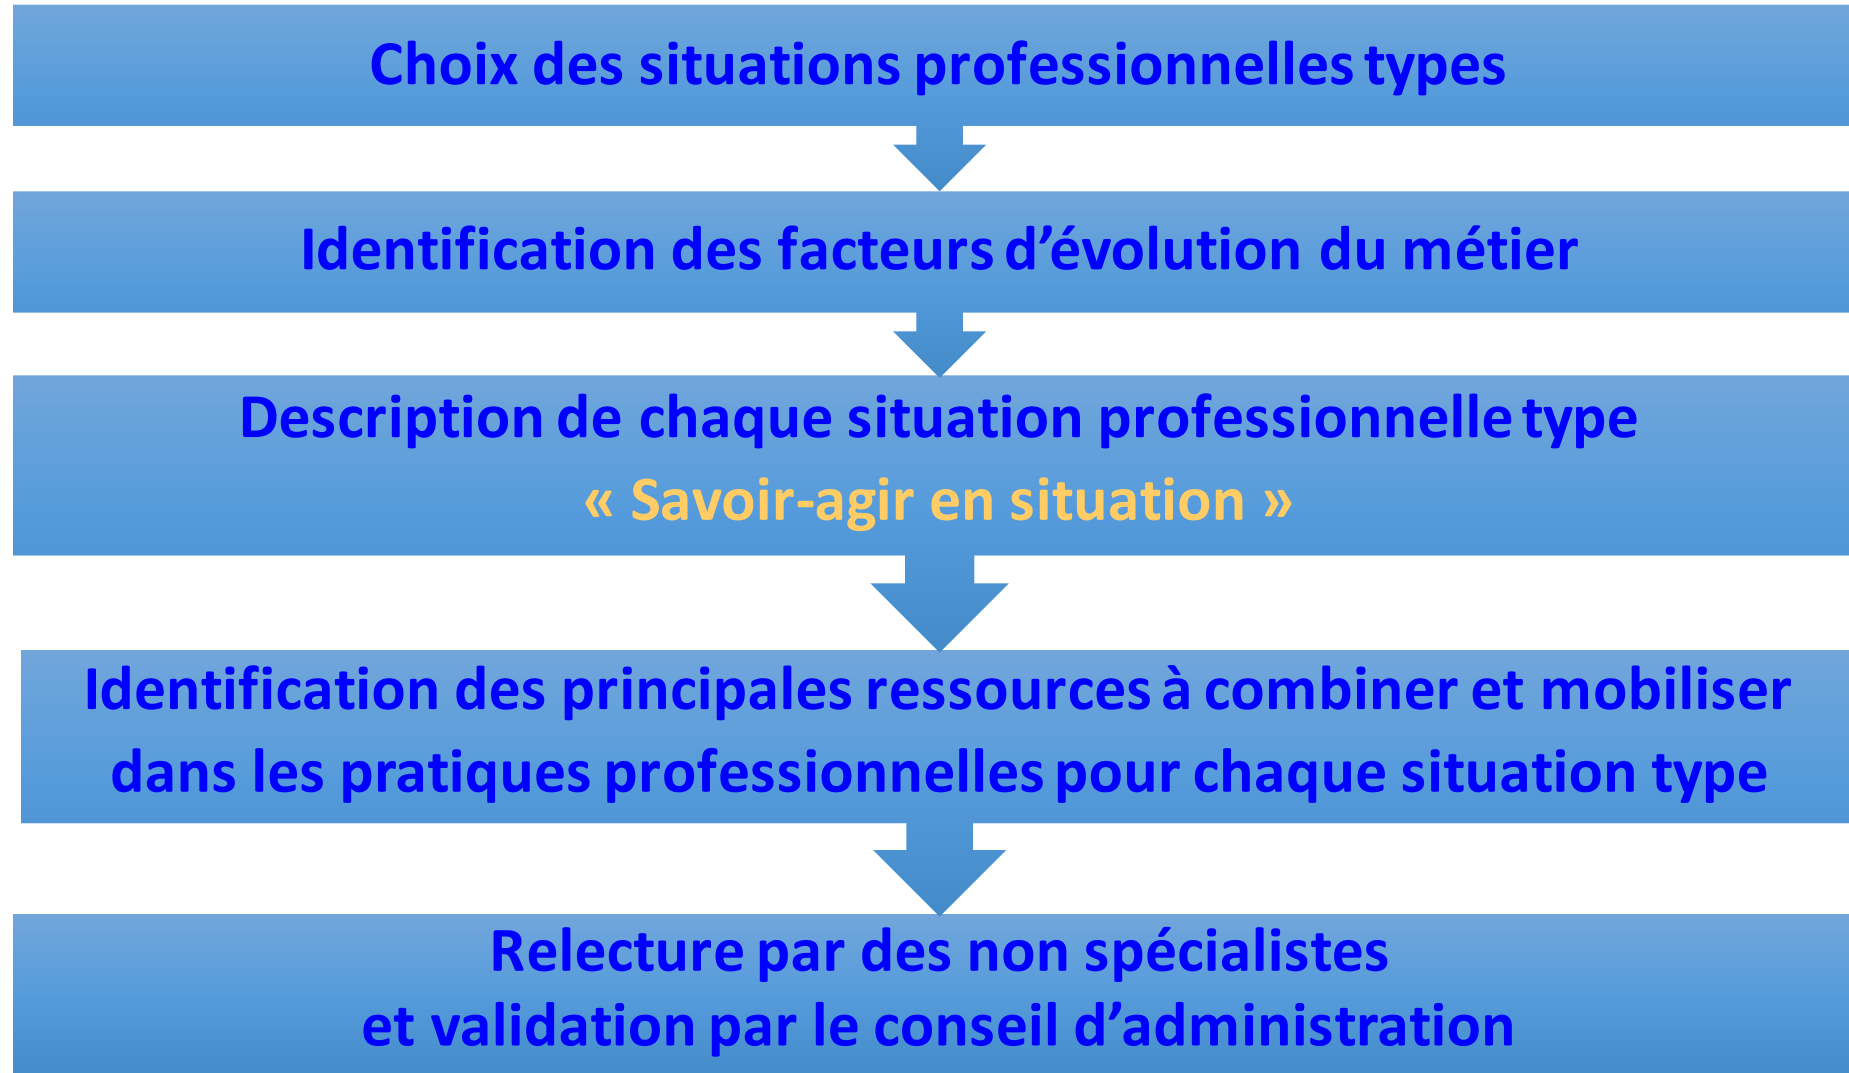 Choix des situations professionnelles types
Identification des facteurs d’évolution du métier
Description de chaque situation professionnelle type
« Savoir-agir en situation »
Identification des principales ressources à combiner et mobiliser
dans les pratiques professionnelles pour chaque situation type
Relecture par des non spécialistes
et validation par le conseil d’administration